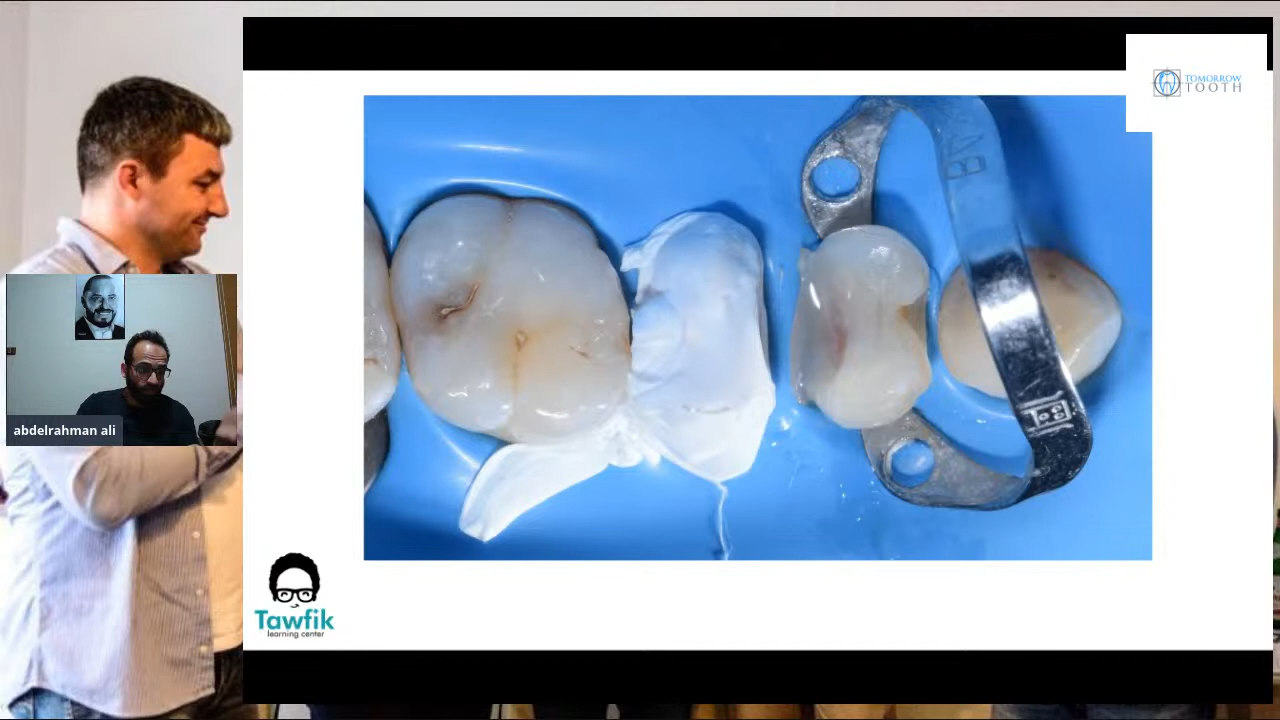 TOMORROW
TOOTH
abdelrahman ali
Tawfik
learning center